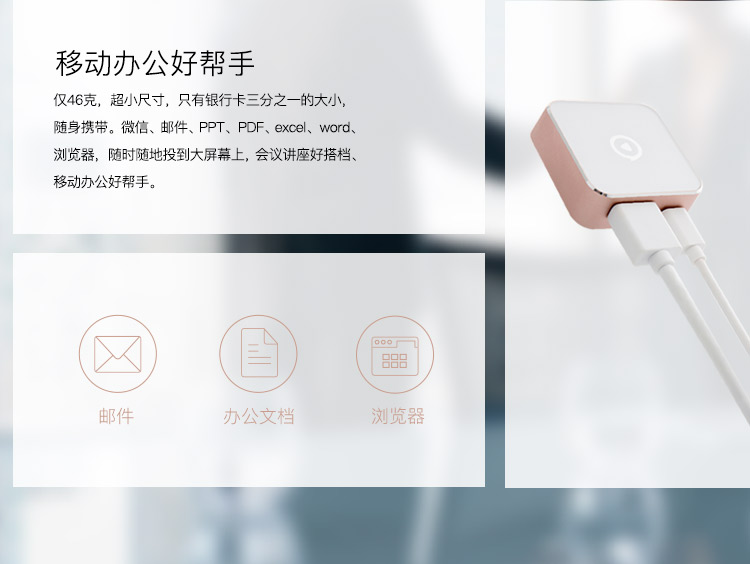 移动办公好帮手
仅46克，超小尺寸，只有银行卡三分之一的大小，
随身携带。微信、邮件、PPT、PDF、excel、word、
浏览器，随时随地投到大屏幕上，会议讲座好搭档、
移动办公好帮手。
邮件 办公文档 浏览器